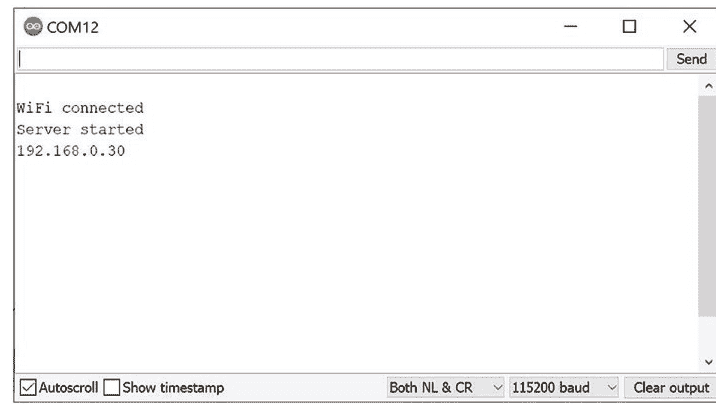 COM12
Send
WiFi connected
Server started
192.168.0.30
Autoscroll Show timestamp Both NL & CR 115200 baud Clear output